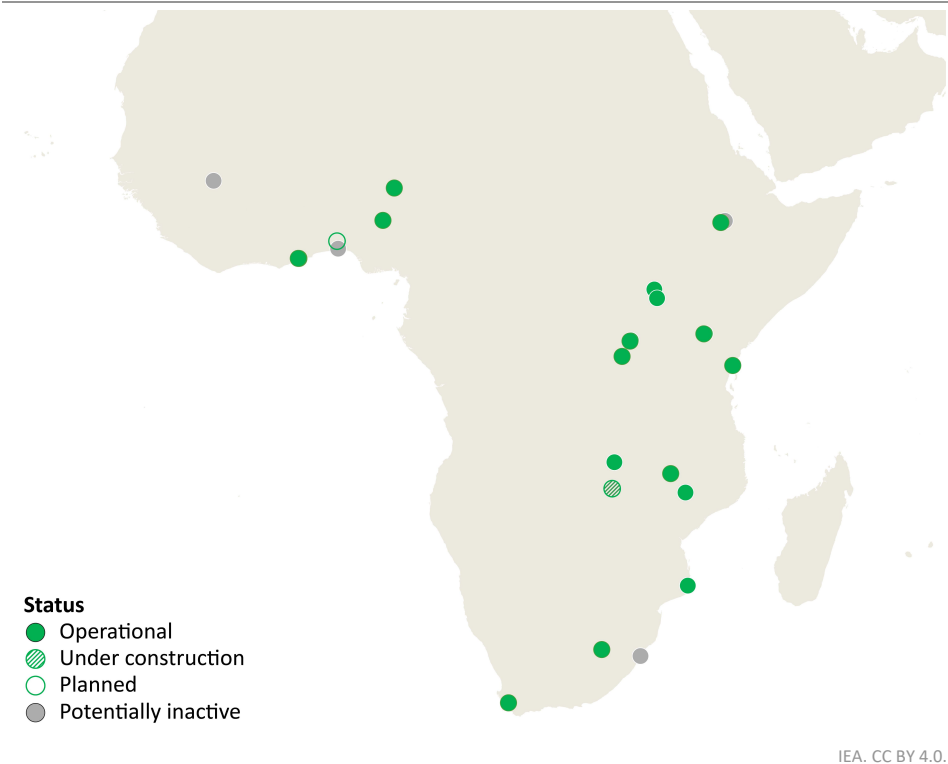 Status
Operational
Under construction
Planned
Potentially inactive
IEA. CC BY 4.0.